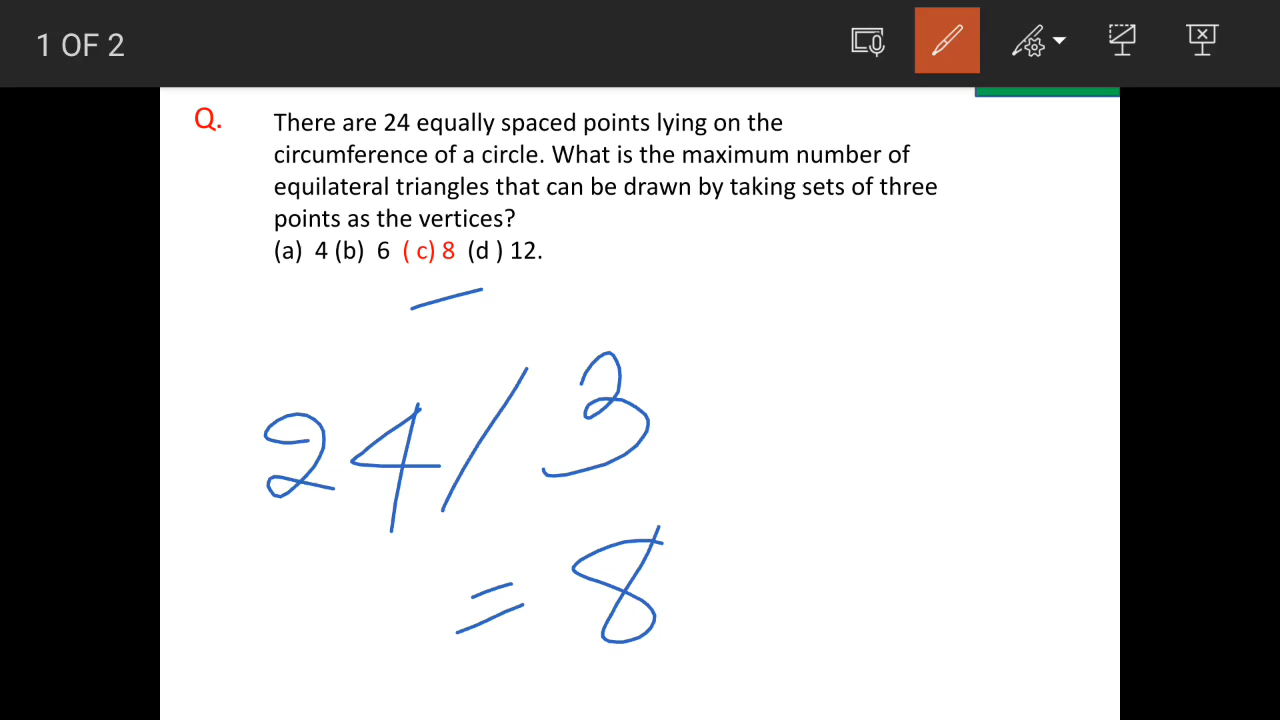 1 OF 2
Q. There are 24 equally spaced points lying on the
circumference of a circle. What is the maximum number of
equilateral triangles that can be drawn by taking sets of three
points as the vertices?
(a) 4 (b) 6 ( c) 8 (d ) 12.
24/3
= 8